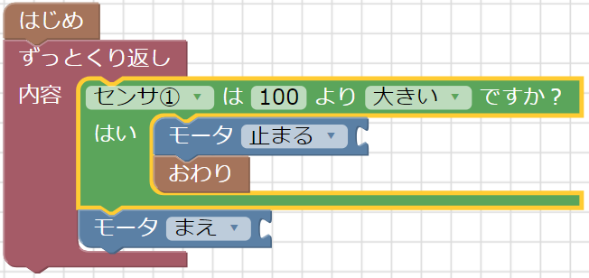 はじめ
ずっとくり返し
内容 センサ① は 100 より 大きい ですか？
はい モータ 止まる
おわり
モータ まえ